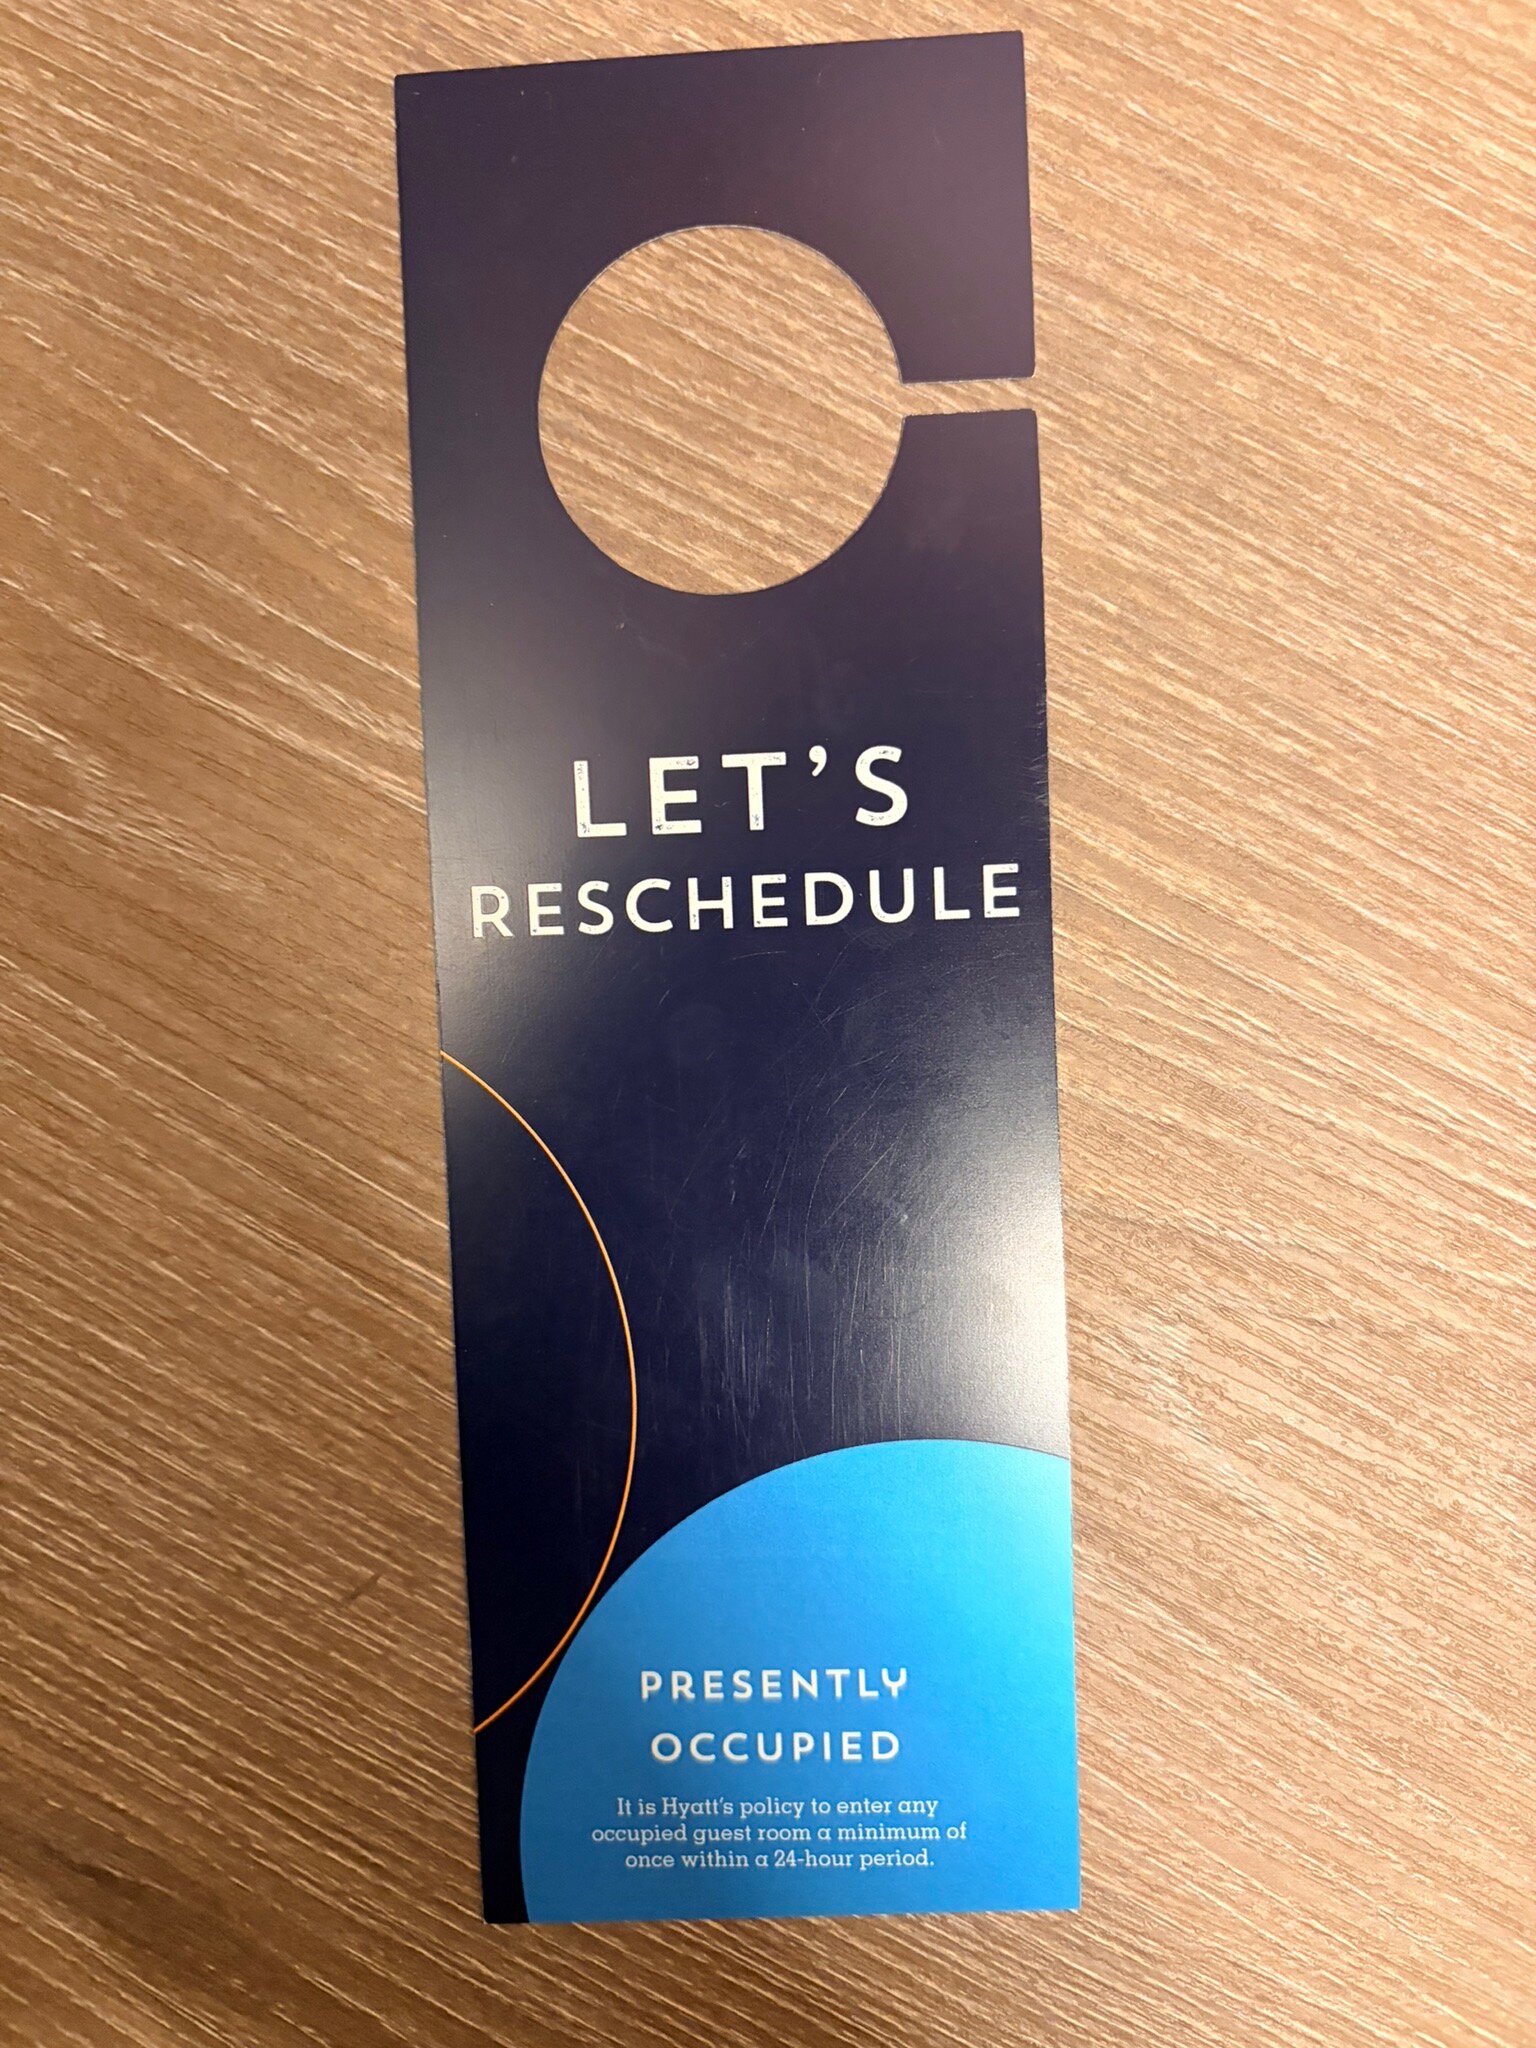 LET’S
RESCHEDULE
PRESENTLY
OCCUPIED
It is Hyatt's policy to enter any
occupied guest room a minimum of
once within a 24-hour period.